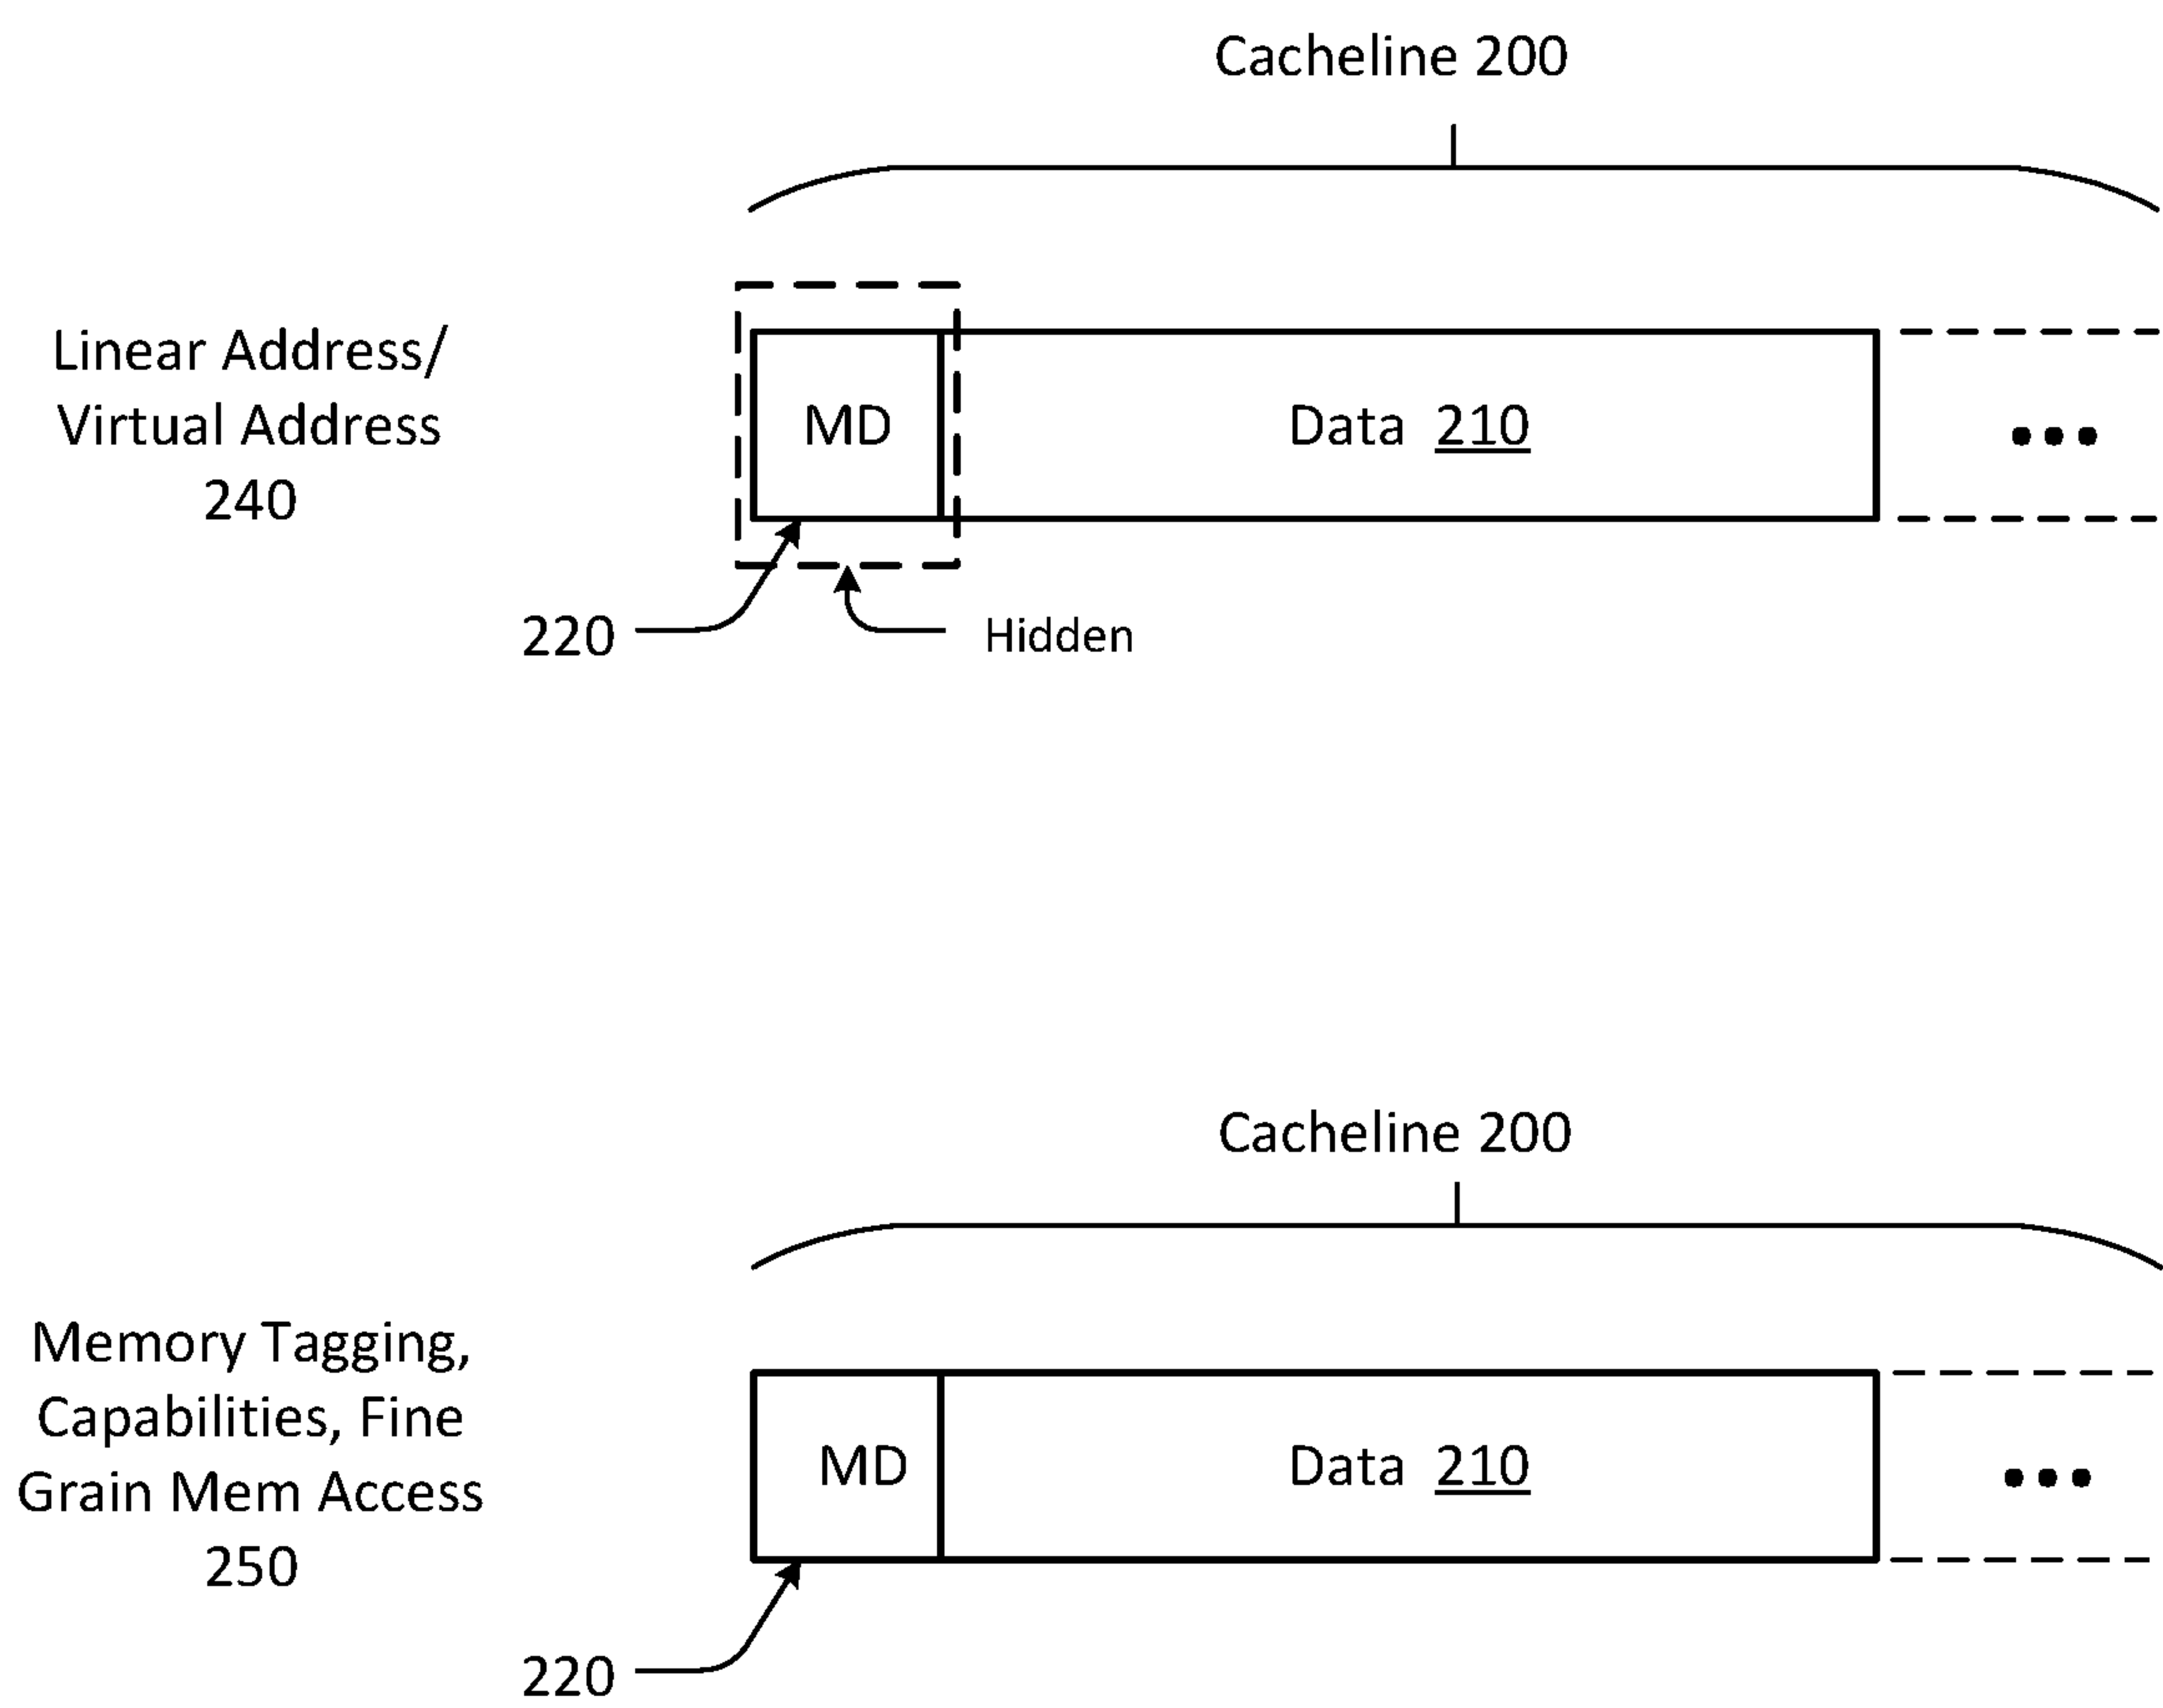 Cacheline 200
Linear Address/
Virtual Address
240
MD
Data 210
•••
220
Hidden
Cacheline 200
Memory Tagging,
Capabilities, Fine
Grain Mem Access
250
MD
Data 210
•••
220